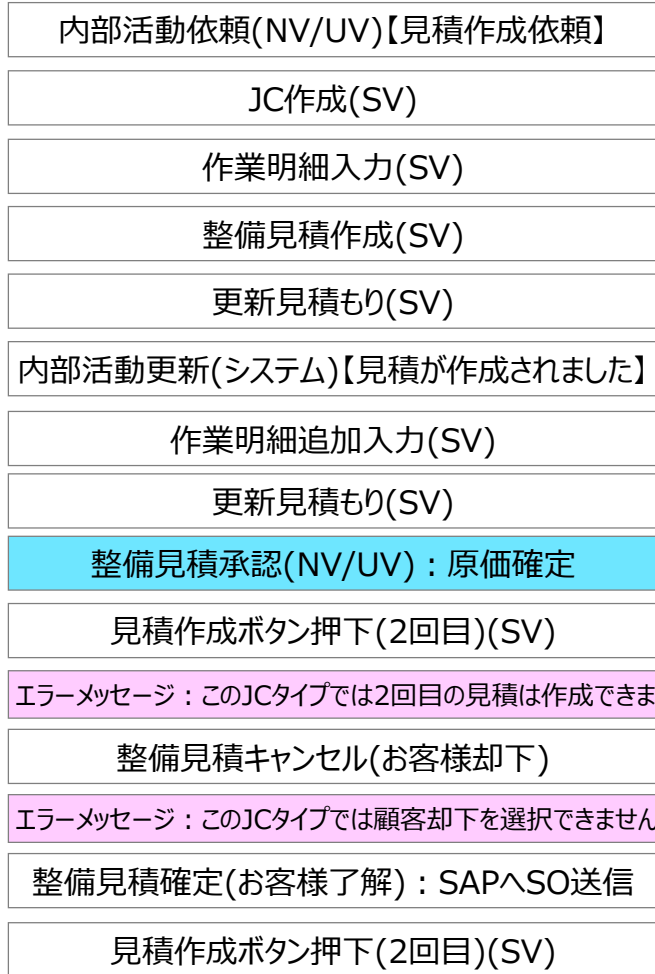 内部活動依頼(NV/UV)【見積作成依頼】
JC作成(SV)
作業明細入力(SV)
整備見積作成(SV)
更新見積もり(SV)
内部活動更新(システム)【見積が作成されました】
作業明細追加入力(SV)
更新見積もり(SV)
整備見積承認(NV/UV)：原価確定
見積作成ボタン押下(2回目)(SV)
エラーメッセージ：このJCタイプでは2回目の見積は作成できま
整備見積キャンセル(お客様却下)
エラーメッセージ：このJCタイプでは顧客却下を選択できません
整備見積確定(お客様了解)：SAPへSO送信
見積作成ボタン押下(2回目)(SV)